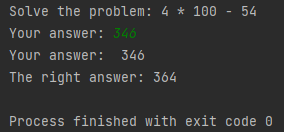 Solve the problem: 4 * 100 - 54
Your answer: 346
Your answer:  346
The right answer: 364

Process finished with exit code 0